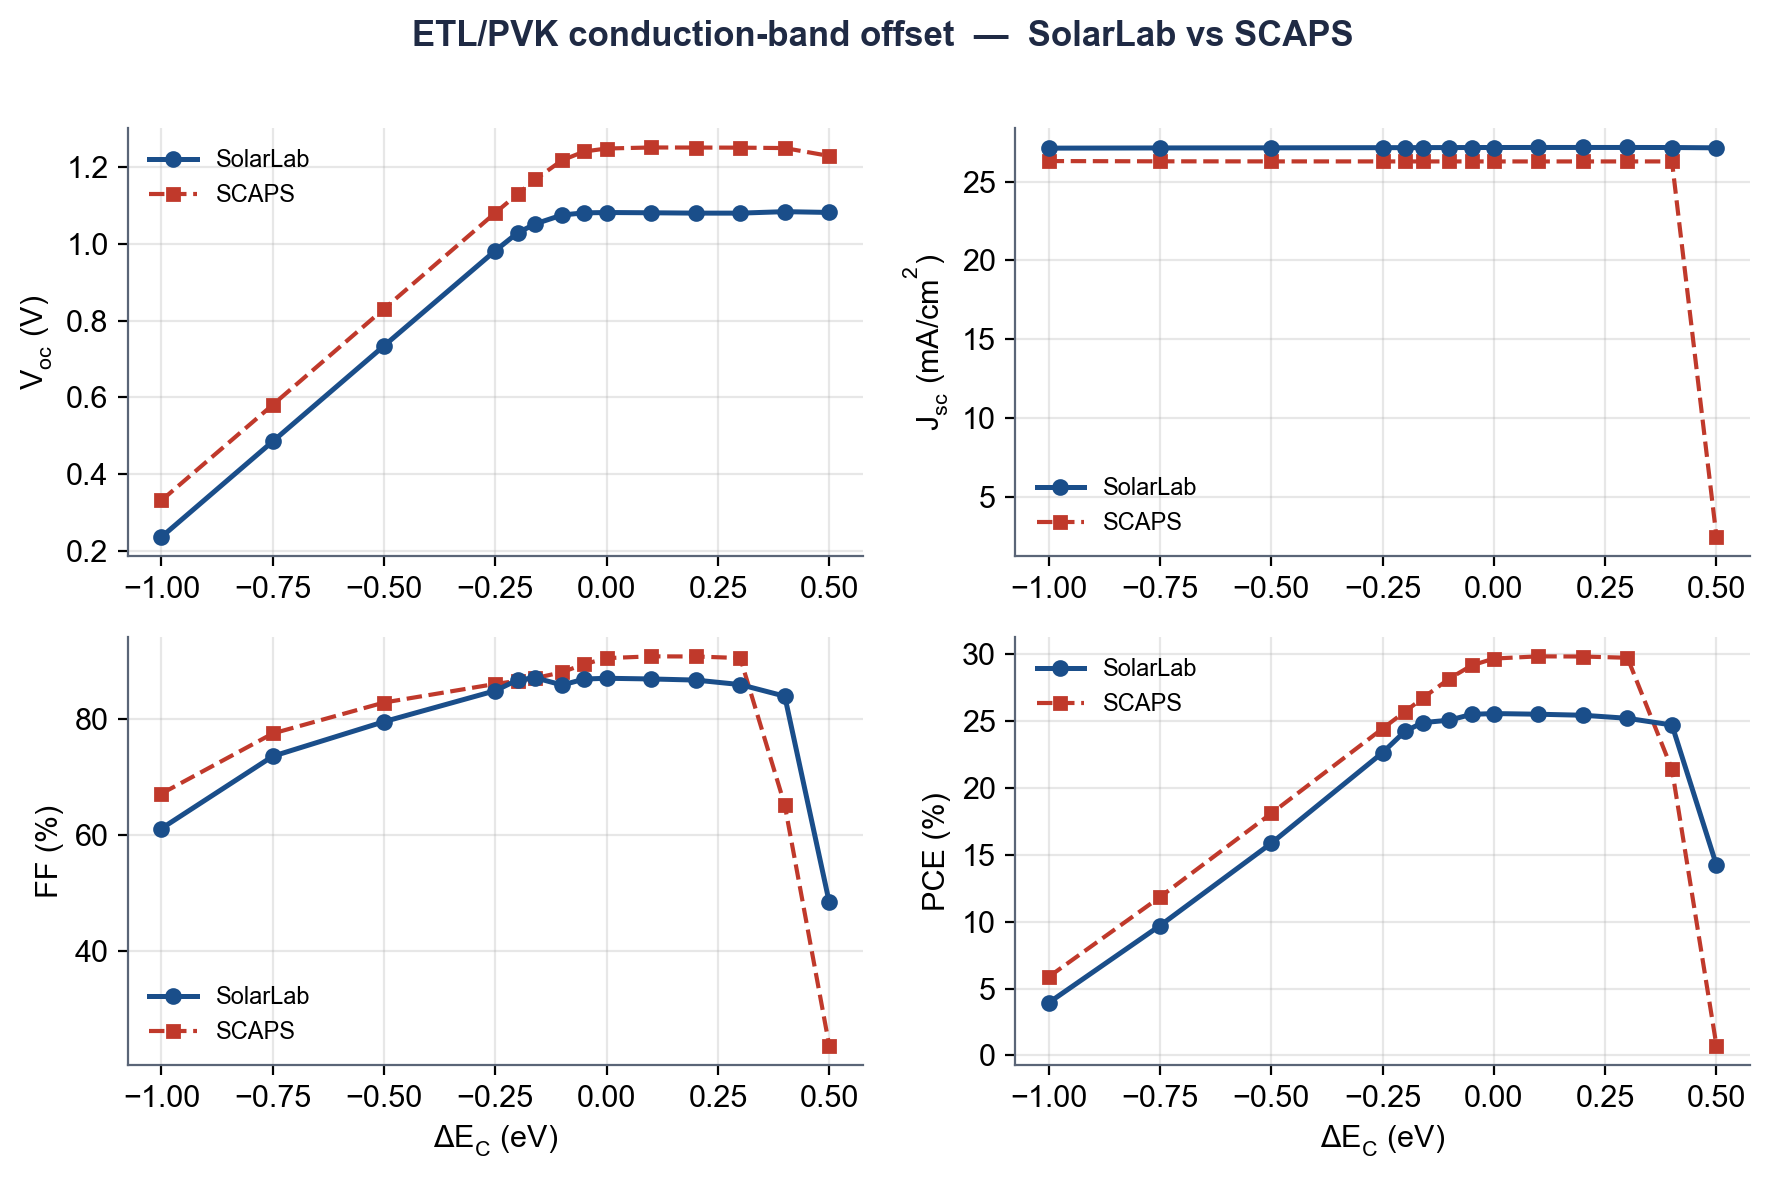 ETL/PVK conduction-band offset — SolarLab vs SCAPS
V_oc (V)
1.2
1.0
0.8
0.6
0.4
0.2
SolarLab
SCAPS
−1.00 −0.75 −0.50 −0.25 0.00 0.25 0.50
J_sc (mA/cm²)
25
20
15
10
5
SolarLab
SCAPS
−1.00 −0.75 −0.50 −0.25 0.00 0.25 0.50
FF (%)
80
60
40
SolarLab
SCAPS
−1.00 −0.75 −0.50 −0.25 0.00 0.25 0.50
ΔE_C (eV)
PCE (%)
30
25
20
15
10
5
0
SolarLab
SCAPS
−1.00 −0.75 −0.50 −0.25 0.00 0.25 0.50
ΔE_C (eV)